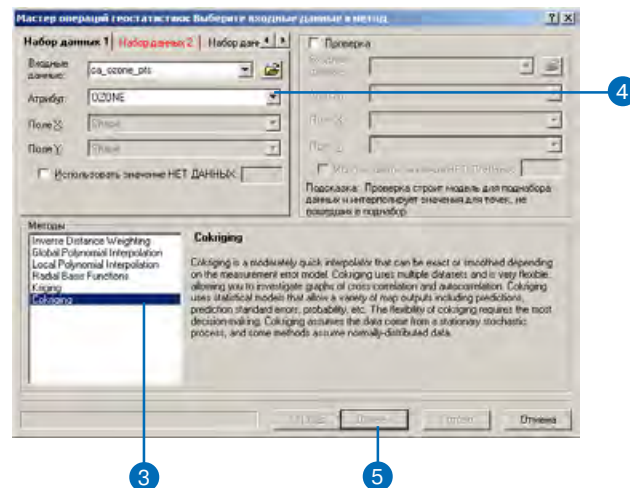 Мастер операций геостатистики: Выберите входные данные и метод
Набор данных 1
Набор данных 2
Набор данн
Входные данные:
ca_ozone_pts
Атрибут:
OZONE
Поле X:
Shape
Поле Y:
Shape
Использовать значение НЕТ ДАННЫХ:
Проверка
Подсказка: Проверка строит модель для поднабора
данных и интерполирует значения для точек, не
вошедших в поднабор.
4
Методы
Inverse Distance Weighting
Global Polynomial Interpolation
Local Polynomial Interpolation
Radial Basis Functions
Kriging
Cokriging
Cokriging
Cokriging is a moderately quick interpolator that can be exact or smoothed depending
on the measurement error model. Cokriging uses multiple datasets and is very flexible,
allowing you to investigate graphs of cross-correlation and autocorrelation. Cokriging
uses statistical models that allow a variety of map outputs including predictions,
prediction standard errors, probability, etc. The flexibility of cokriging requires the most
decision-making. Cokriging assumes the data come from a stationary stochastic
process, and some methods assume normally-distributed data.
Отмена
3
5